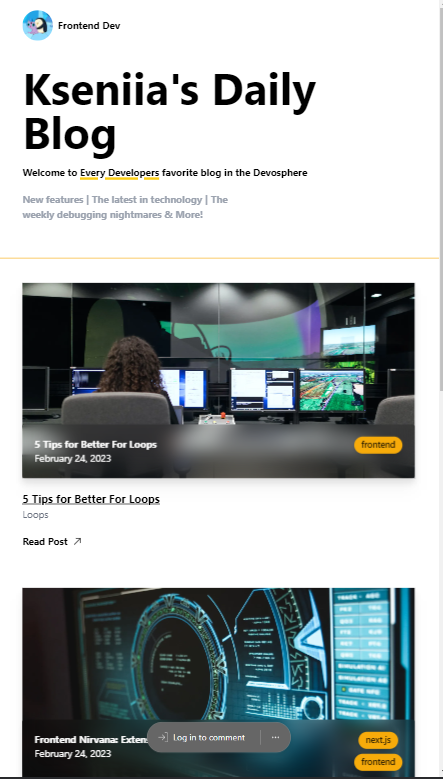 Frontend Dev
Kseniia's Daily
Blog
Welcome to Every Developers favorite blog in the Devosphere
New features | The latest in technology | The
weekly debugging nightmares & More!
5 Tips for Better For Loops
February 24, 2023
frontend
5 Tips for Better For Loops
Loops
Read Post
Frontend Nirvana:
February 24, 2023
next.js
frontend
Log in to comment